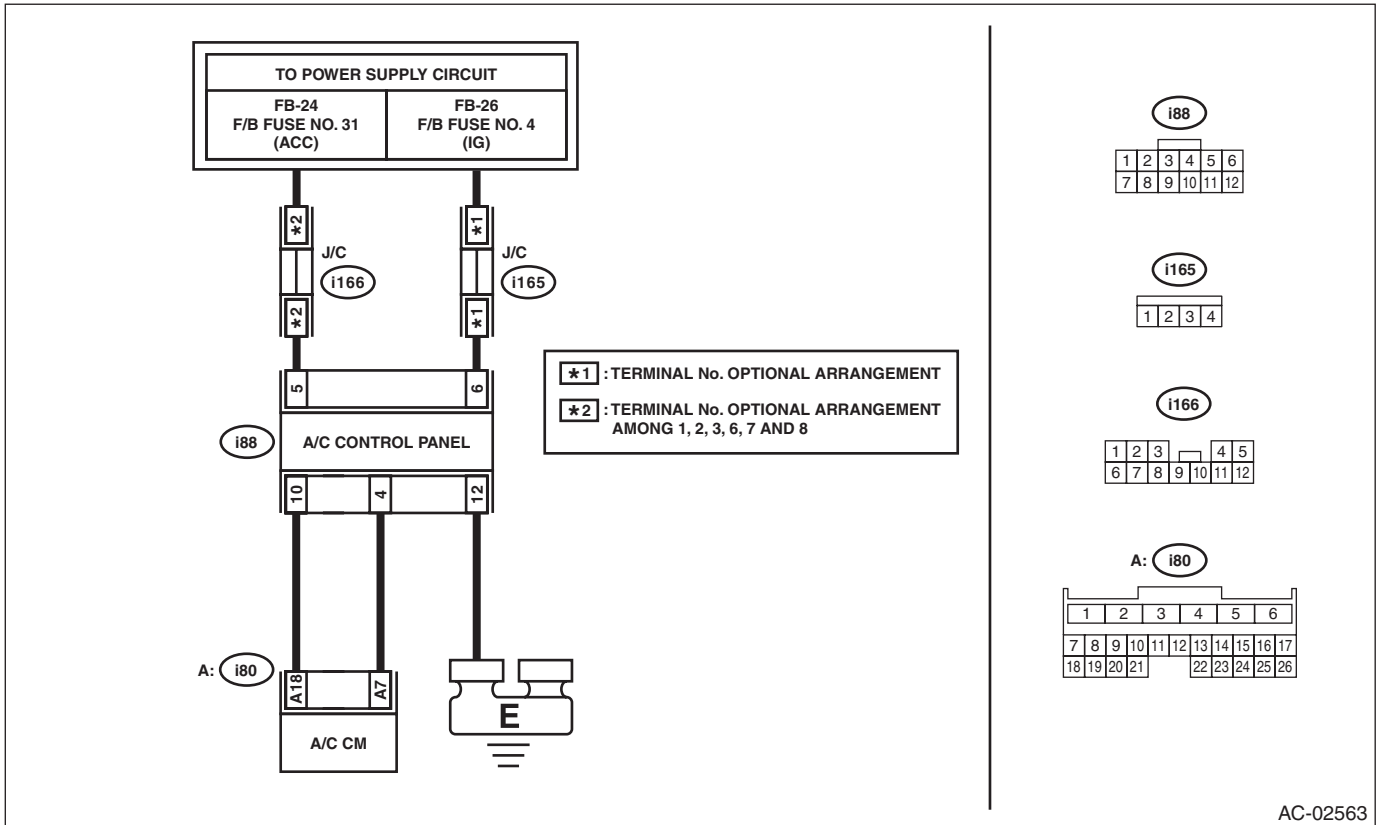 TO POWER SUPPLY CIRCUIT
FB-24
F/B FUSE NO. 31
(ACC)
FB-26
F/B FUSE NO. 4
(IG)
*2
*1
J/C
i166
J/C
i165
*2
*1
5
6
i88
A/C CONTROL PANEL
10
4
12
*1 : TERMINAL No. OPTIONAL ARRANGEMENT
*2 : TERMINAL No. OPTIONAL ARRANGEMENT
AMONG 1, 2, 3, 6, 7 AND 8
A: i80
A18
A7
A/C CM
E
i88
1 2 3 4 5 6
7 8 9 10 11 12
i165
1 2 3 4
i166
1 2 3 4 5
6 7 8 9 10 11 12
A: i80
1 2 3 4 5 6
7 8 9 10 11 12 13 14 15 16 17
18 19 20 21 22 23 24 25 26
AC-02563